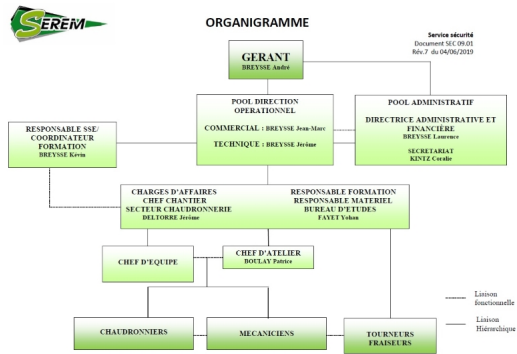 SEREM
ORGANIGRAMME
Service sécurité
Document SEC 09.01
Rév.7 du 04/06/2019
GERANT
BREYSSE André
POOL DIRECTION
OPERATIONNEL
COMMERCIAL : BREYSSE Jean-Marc
TECHNIQUE : BREYSSE Jérôme
POOL ADMINISTRATIF
DIRECTRICE ADMINISTRATIVE ET
FINANCIÈRE
BREYSSE Laurence
SECRETARIAT
KINTZ Coralie
RESPONSABLE SSE/
COORDINATEUR
FORMATION
BREYSSE Kévin
CHARGES D'AFFAIRES
CHEF CHANTIER
SECTEUR CHAUDRONNERIE
DELTORRE Jérôme
RESPONSABLE FORMATION
RESPONSABLE MATERIEL
BUREAU D'ETUDES
FAYET Yohan
CHEF D'EQUIPE
CHEF D'ATELIER
BOULAY Patrice
Liaison
fonctionnelle
Liaison
Hiérarchique
CHAUDRONNIERS
MECANICIENS
TOURNEURS
FRAISEURS